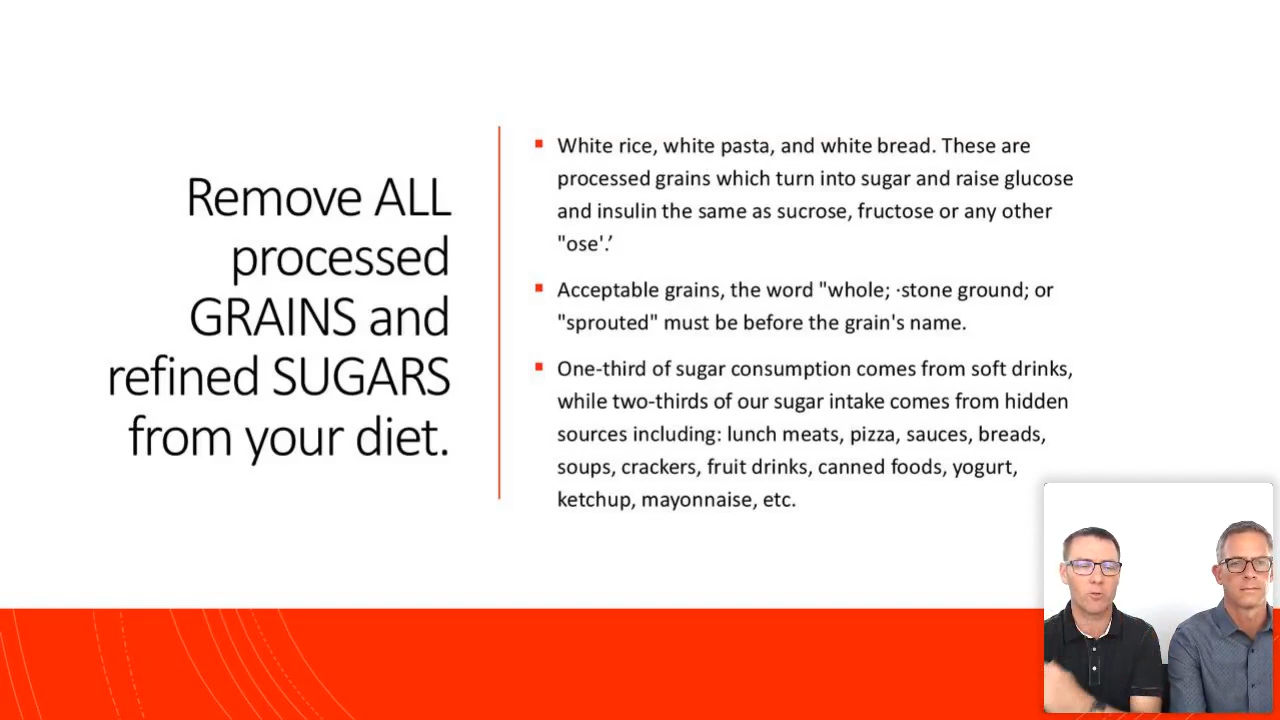 Remove ALL
processed
GRAINS and
refined SUGARS
from your diet.
White rice, white pasta, and white bread. These are
processed grains which turn into sugar and raise glucose
and insulin the same as sucrose, fructose or any other
"ose'.’
Acceptable grains, the word "whole; ·stone ground; or
"sprouted" must be before the grain's name.
One-third of sugar consumption comes from soft drinks,
while two-thirds of our sugar intake comes from hidden
sources including: lunch meats, pizza, sauces, breads,
soups, crackers, fruit drinks, canned foods, yogurt,
ketchup, mayonnaise, etc.